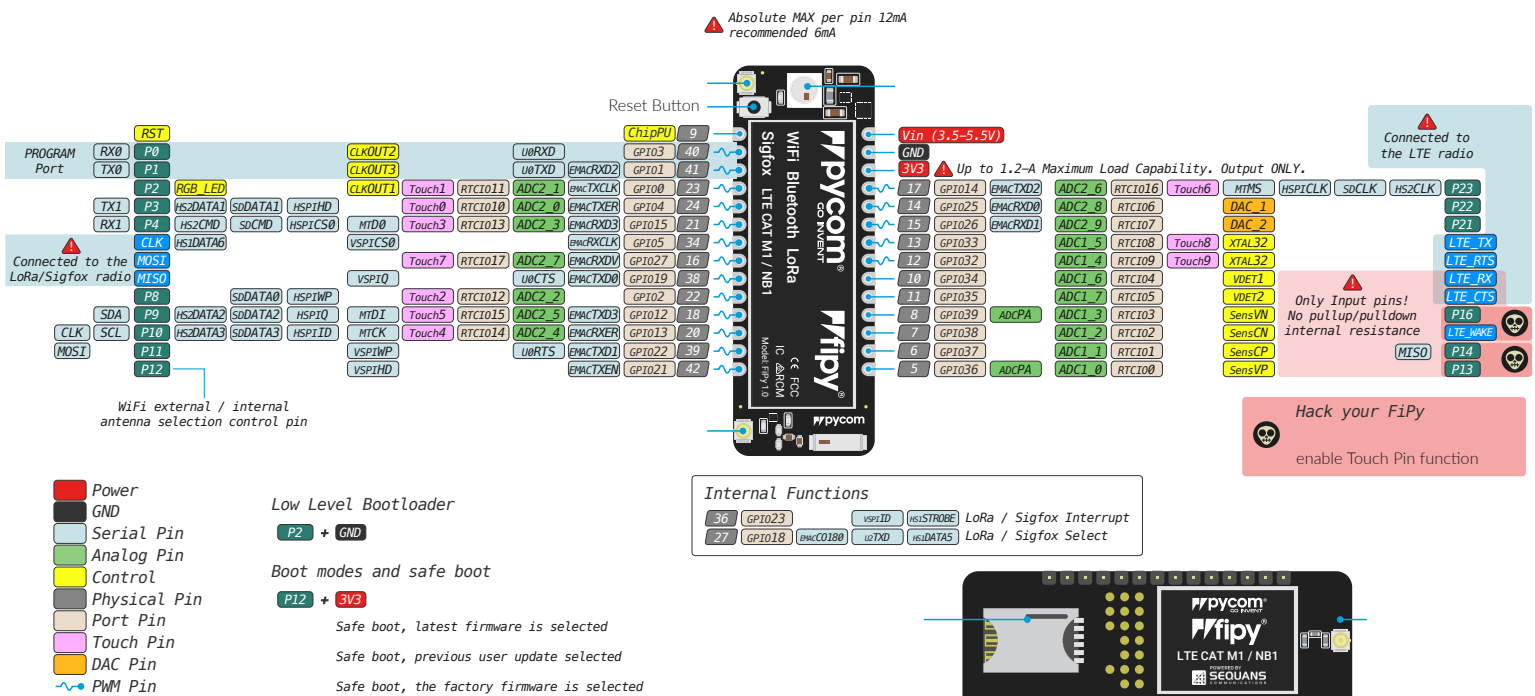 Absolute MAX per pin 12mA
recommended 6mA
Reset Button
RST ChipPU 9
PROGRAM
Port
RX0 P0 CLKOUT2 U0RXD GPIO3 40
TX0 P1 CLKOUT3 U0TXD EMACRXD2 GPIO1 41
P2 RGB_LED CLKOUT1 Touch1 RTCIO11 ADC2_1 EMACTXCLK GPIO0 23
TX1 P3 HS2DATA1 SDDATA1 HSPIHD Touch0 RTCIO10 ADC2_0 EMACTXER GPIO4 24
RX1 P4 HS2CMD SDCMD HSPICS0 MTD0 Touch3 RTCIO13 ADC2_3 EMACRXD3 GPIO15 21
CLK HS1DATA6 VSPICS0 EMACRXCLK GPIO5 34
MOSI Touch7 RTCIO17 ADC2_7 EMACRXDV GPIO27 16
MISO VSPIQ U0CTS EMACTXD0 GPIO19 38
Connected to the
LoRa/Sigfox radio
P8 SDDATA0 HSPIWP Touch2 RTCIO12 ADC2_2 GPIO2 22
SDA P9 HS2DATA2 SDDATA2 HSPIQ MTDI Touch5 RTCIO15 ADC2_5 EMACTXD3 GPIO12 18
CLK SCL P10 HS2DATA3 SDDATA3 HSPIID MTCK Touch4 RTCIO14 ADC2_4 EMACRXER GPIO13 20
MOSI P11 VSPIWP U0RTS EMACTXD1 GPIO22 39
P12 VSPIHD EMACTXEN GPIO21 42
WiFi external / internal
antenna selection control pin
pycom
GO INVENT
WiFi Bluetooth LoRa
Sigfox LTE CAT M1 / NB1
fipy
CE FCC
IC RCM
Model: FiPy 1.0
pycom
Vin (3.5-5.5V)
GND
3V3 Up to 1.2-A Maximum Load Capability. Output ONLY.
17 GPIO14 EMACTXD2 ADC2_6 RTCIO16 Touch6 MTMS HSPICLK SDCLK HS2CLK P23
14 GPIO25 EMACRXD0 ADC2_8 RTCIO6 DAC_1 P22
15 GPIO26 EMACRXD1 ADC2_9 RTCIO7 DAC_2 P21
13 GPIO33 ADC1_5 RTCIO8 Touch8 XTAL32 LTE_TX
12 GPIO32 ADC1_4 RTCIO9 Touch9 XTAL32 LTE_RTS
10 GPIO34 ADC1_6 RTCIO4 VDET1 LTE_RX
11 GPIO35 ADC1_7 RTCIO5 VDET2 LTE_CTS
8 GPIO39 ADCPA ADC1_3 RTCIO3 SensVN P16
7 GPIO38 ADC1_2 RTCIO2 SensCN LTE_WAKE
6 GPIO37 ADC1_1 RTCIO1 SensCP MISO P14
5 GPIO36 ADCPA ADC1_0 RTCIO0 SensVP P13
Connected to
the LTE radio
Only Input pins!
No pullup/pulldown
internal resistance
Hack your FiPy
enable Touch Pin function
Power
GND
Serial Pin
Analog Pin
Control
Physical Pin
Port Pin
Touch Pin
DAC Pin
PWM Pin
Low Level Bootloader
P2 + GND
Boot modes and safe boot
P12 + 3V3
Safe boot, latest firmware is selected
Safe boot, previous user update selected
Safe boot, the factory firmware is selected
Internal Functions
36 GPIO23 VSPIID HS1STROBE LoRa / Sigfox Interrupt
27 GPIO18 EMACCO180 U2TXD HS1DATA5 LoRa / Sigfox Select
pycom
GO INVENT
fipy
LTE CAT M1 / NB1
POWERED BY
SEQUANS
COMMUNICATIONS